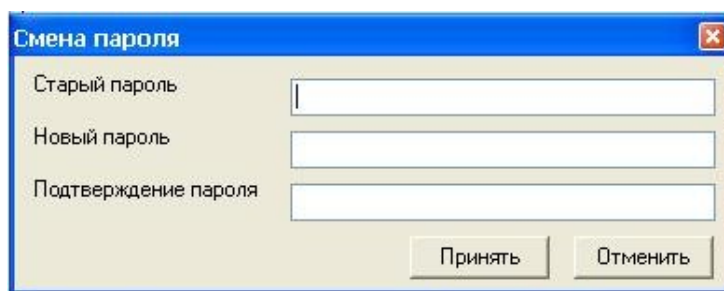 Смена пароля
Старый пароль
Новый пароль
Подтверждение пароля
Принять Отменить